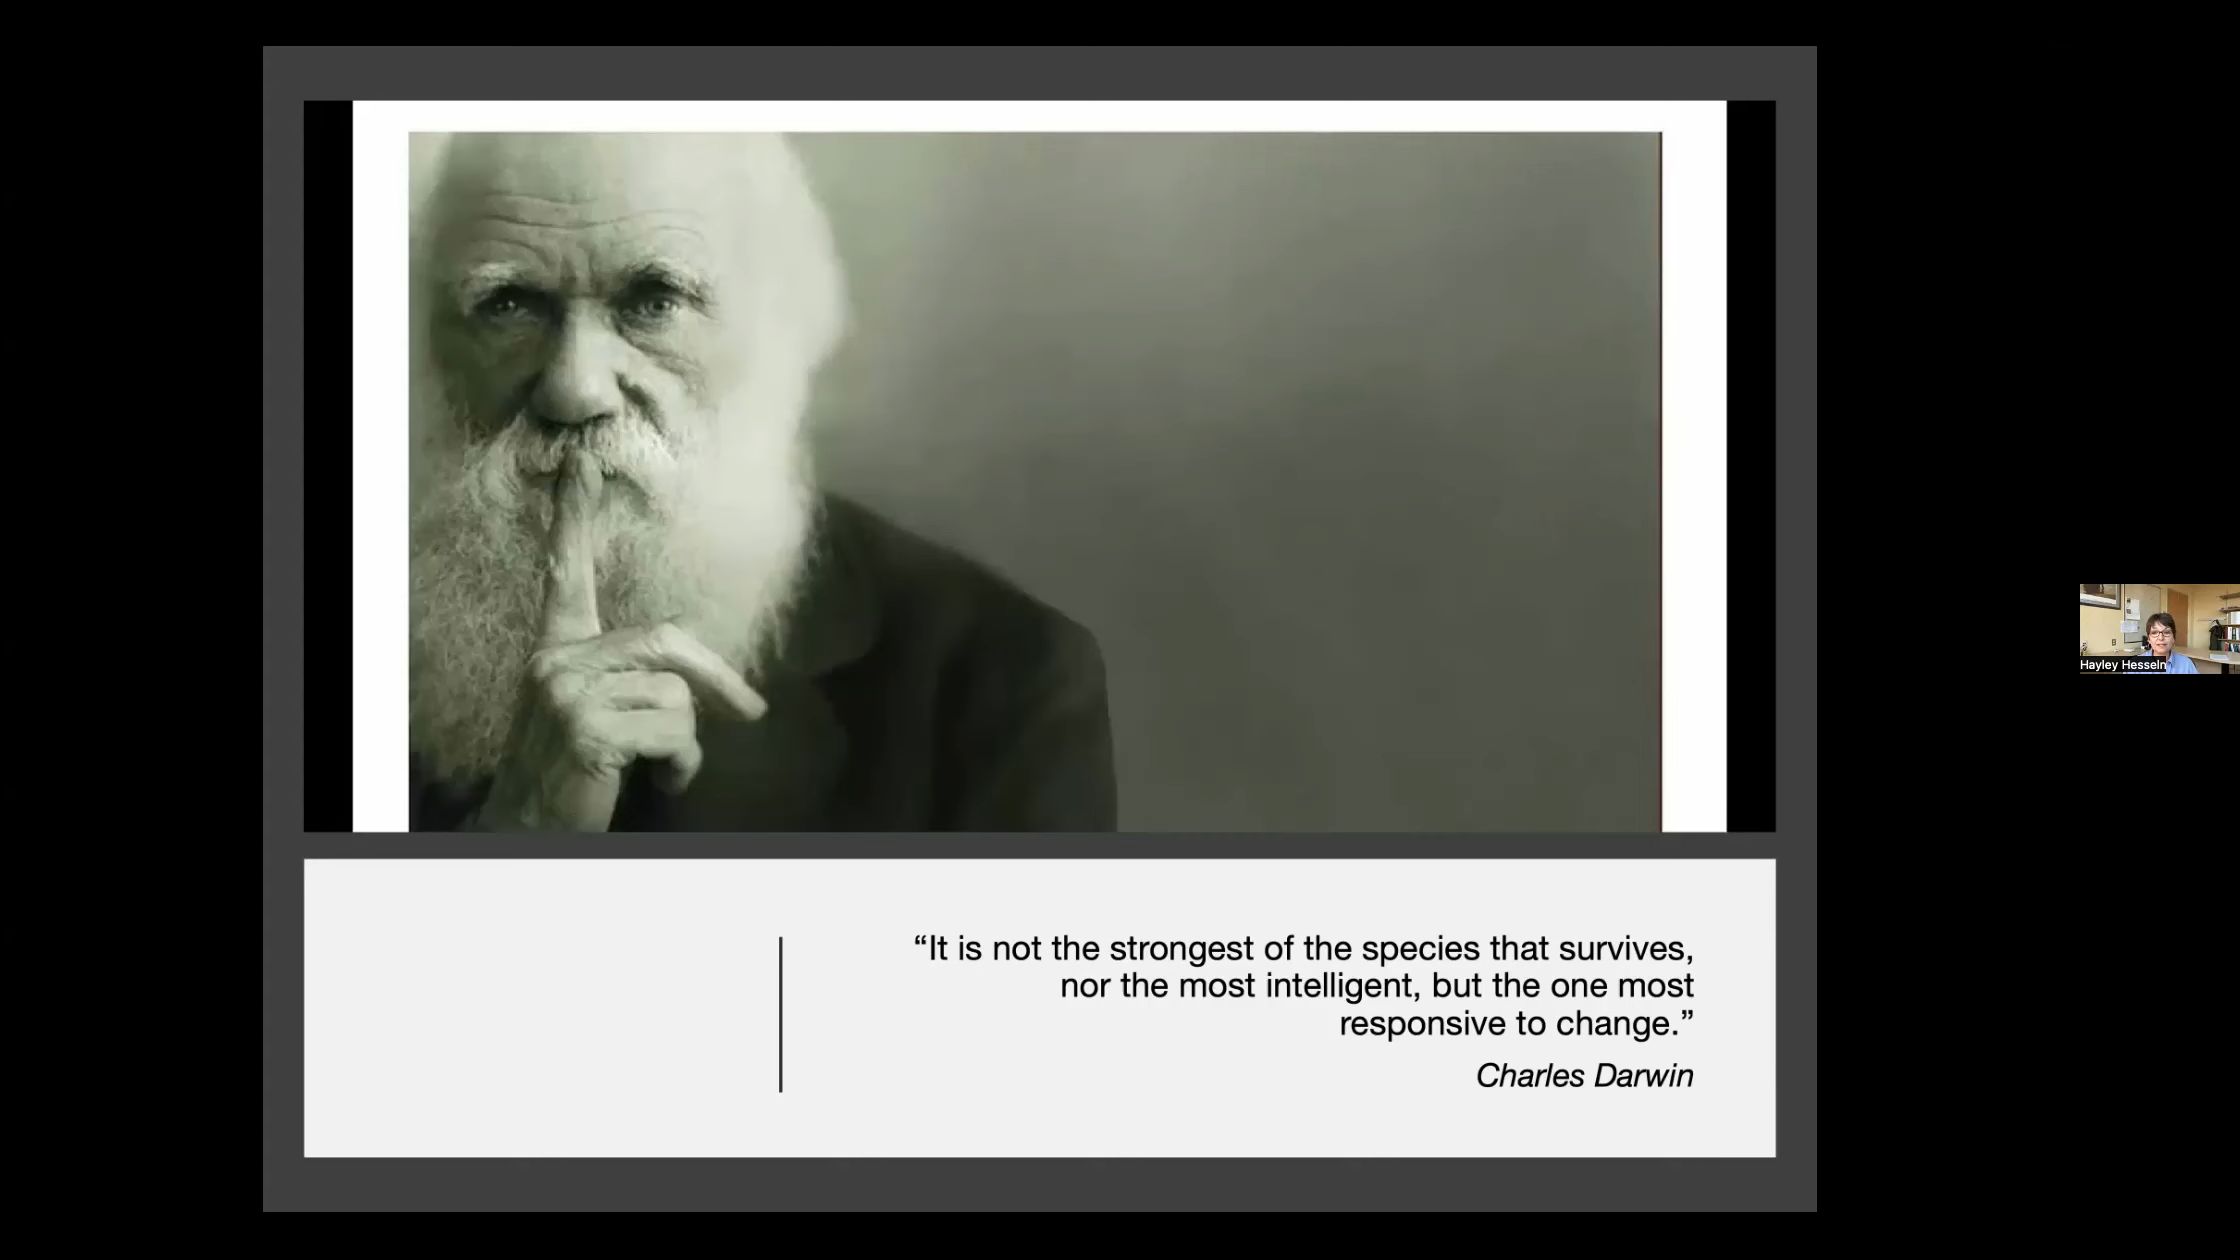 “It is not the strongest of the species that survives,
nor the most intelligent, but the one most
responsive to change.”
Charles Darwin
Hayley Hesseln